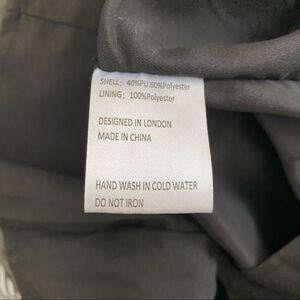 SHELL: 40%PU,60%Polyester
LINING: 100%Polyester
DESIGNED IN LONDON
MADE IN CHINA
HAND WASH IN COLD WATER
DO NOT IRON